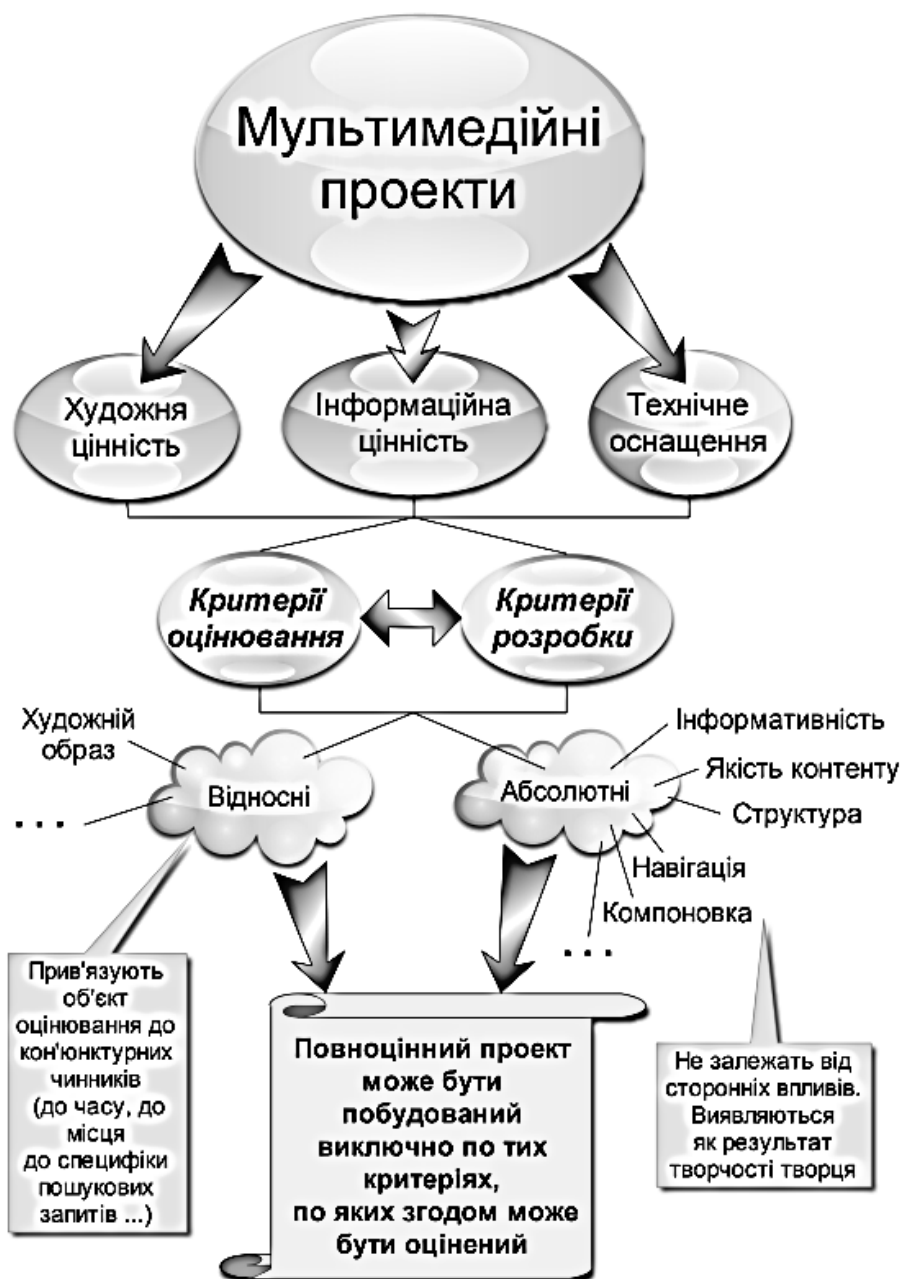 Мультимедійні
проекти
Художня
цінність
Інформаційна
цінність
Технічне
оснащення
Критерії
оцінювання
Критерії
розробки
Художній
образ
. . .
Відносні
Абсолютні
Інформативність
Якість контенту
Структура
Навігація
Компоновка
. . .
Прив'язують
об'єкт
оцінювання до
кон'юнктурних
чинників
(до часу, до
місця
до специфіки
пошукових
запитів ...)
Повноцінний проект
може бути
побудований
виключно по тих
критеріях,
по яких згодом може
бути оцінений
Не залежать від
сторонніх впливів.
Виявляються
як результат
творчості творця